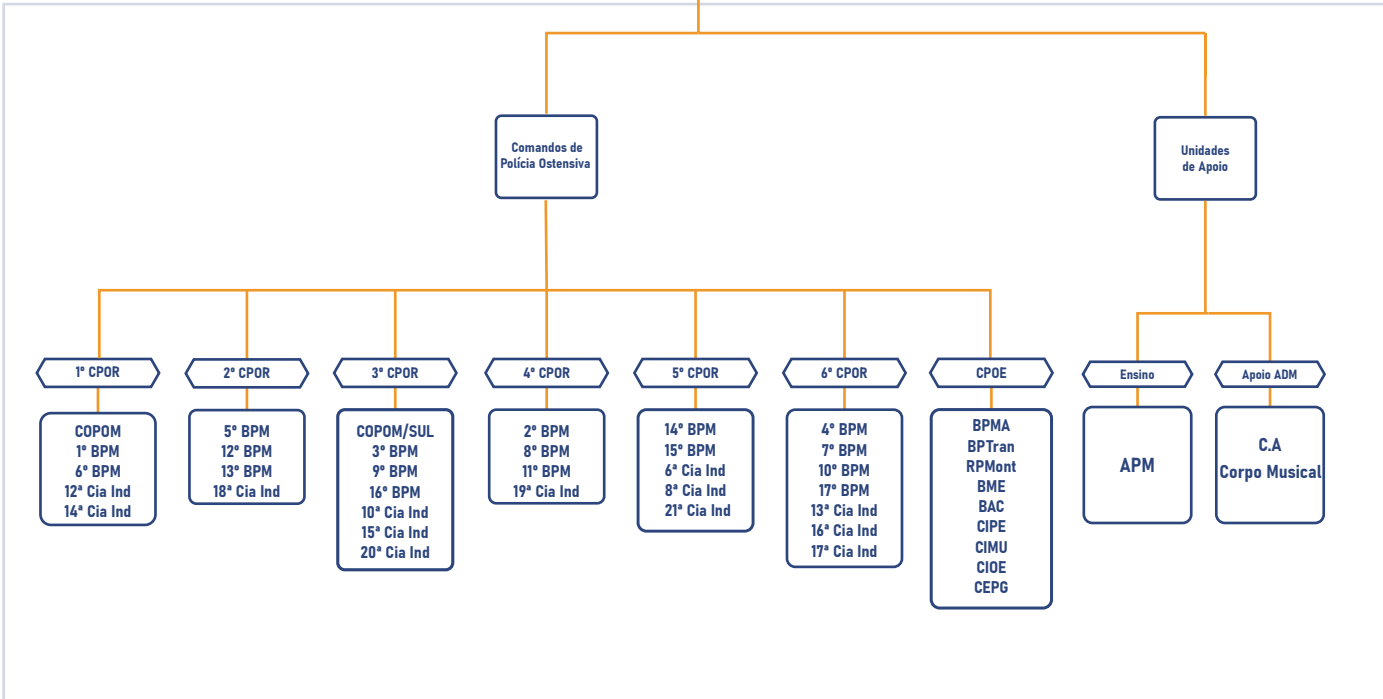 Comandos de
Polícia Ostensiva
Unidades
de Apoio
1º CPOR
COPOM
1º BPM
6º BPM
12ª Cia Ind
14ª Cia Ind
2º CPOR
5º BPM
12º BPM
13º BPM
18ª Cia Ind
3º CPOR
COPOM/SUL
3º BPM
9º BPM
16º BPM
10ª Cia Ind
15ª Cia Ind
20ª Cia Ind
4º CPOR
2º BPM
8º BPM
11º BPM
19ª Cia Ind
5º CPOR
14º BPM
15º BPM
6ª Cia Ind
8ª Cia Ind
21ª Cia Ind
6º CPOR
4º BPM
7º BPM
10º BPM
17º BPM
13ª Cia Ind
16ª Cia Ind
17ª Cia Ind
CPOE
BPMA
BPTran
RPMont
BME
BAC
CIPE
CIMU
CIOE
CEPG
Ensino
APM
Apoio ADM
C.A
Corpo Musical